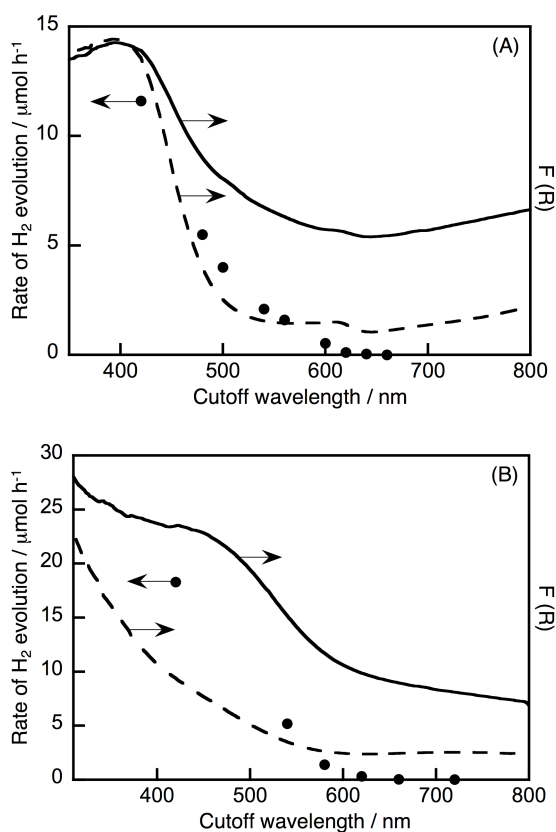 (A)
Rate of H₂ evolution / μmol h⁻¹
15
10
5
0
F (R)
400 500 600 700 800
Cutoff wavelength / nm
(B)
Rate of H₂ evolution / μmol h⁻¹
30
25
20
15
10
5
0
F (R)
400 500 600 700 800
Cutoff wavelength / nm